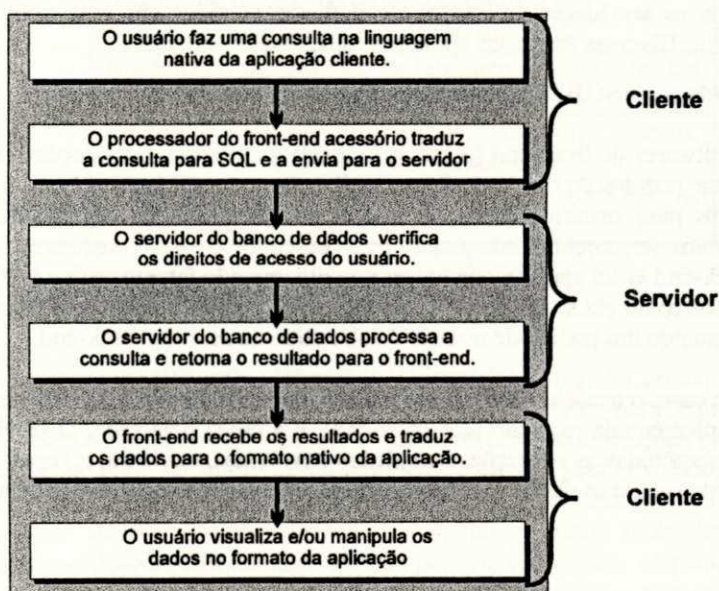 O usuário faz uma consulta na linguagem
nativa da aplicação cliente.
Cliente
O processador do front-end acessório traduz
a consulta para SQL e a envia para o servidor
O servidor do banco de dados verifica
os direitos de acesso do usuário.
Servidor
O servidor do banco de dados processa a
consulta e retorna o resultado para o front-end.
O front-end recebe os resultados e traduz
os dados para o formato nativo da aplicação.
Cliente
O usuário visualiza e/ou manipula os
dados no formato da aplicação